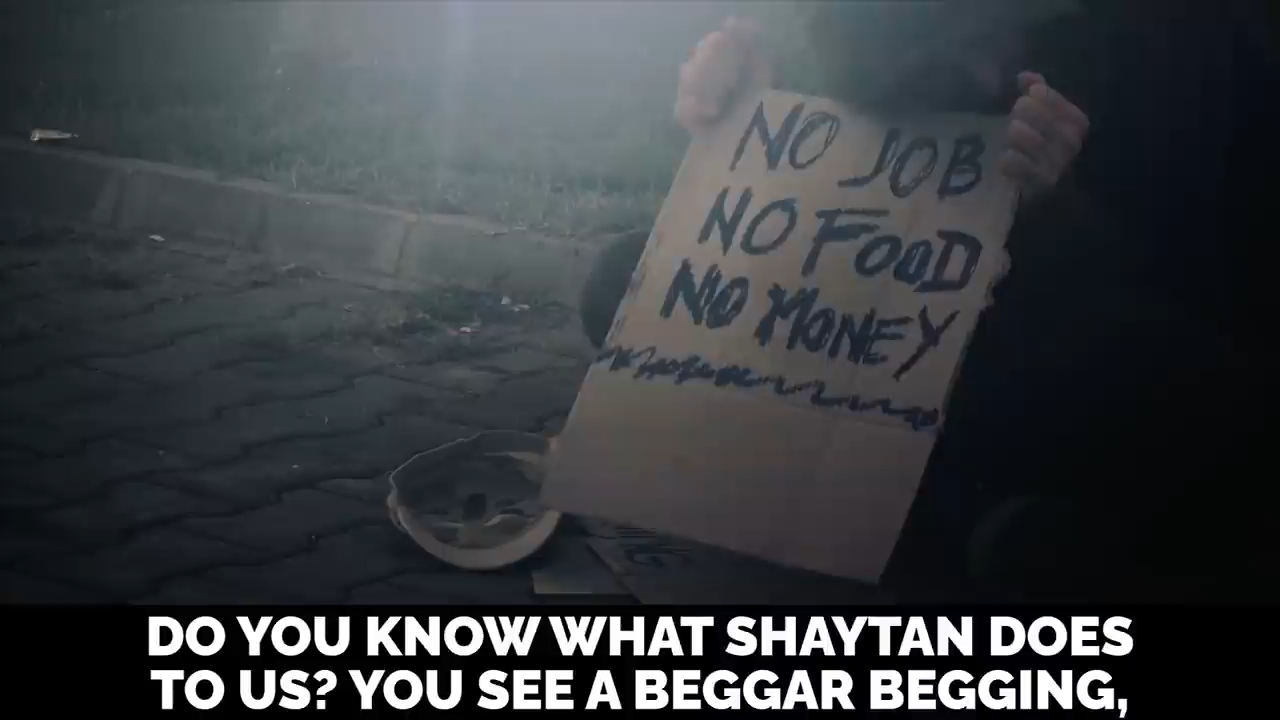 NO JOB
NO FOOD
NO MONEY
DO YOU KNOW WHAT SHAYTAN DOES
TO US? YOU SEE A BEGGAR BEGGING,